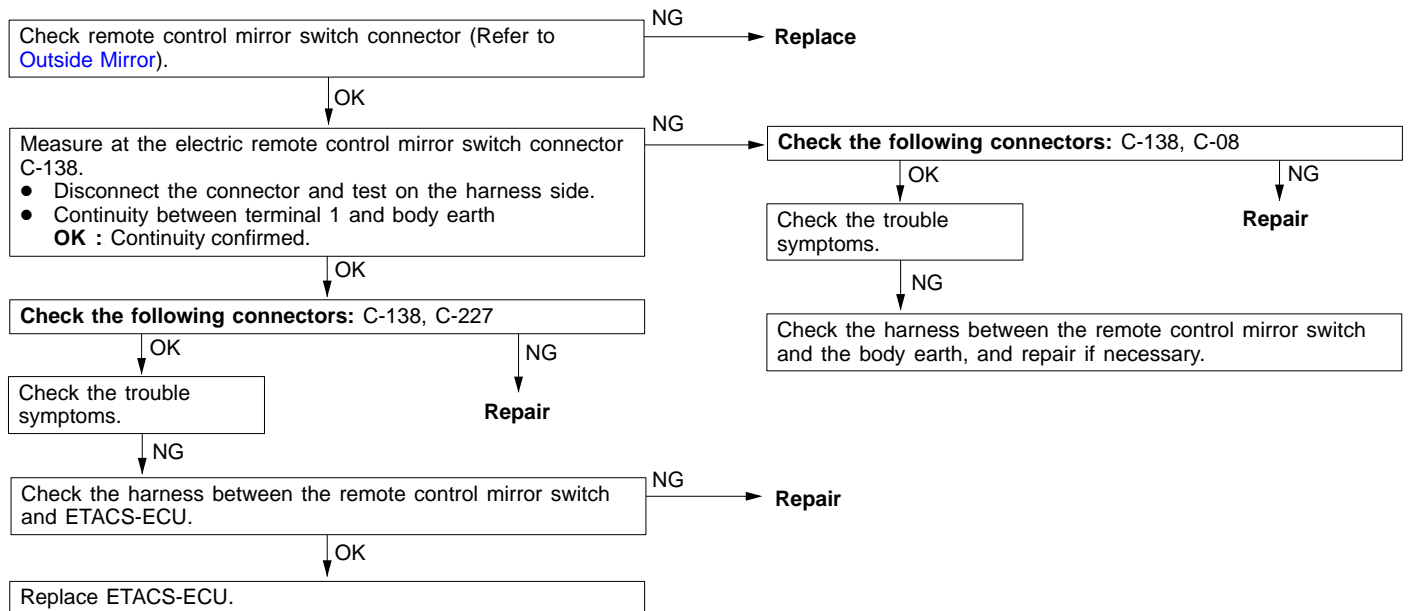 Check remote control mirror switch connector (Refer to
Outside Mirror).
NG
Replace
OK
Measure at the electric remote control mirror switch connector
C-138.
● Disconnect the connector and test on the harness side.
● Continuity between terminal 1 and body earth
OK : Continuity confirmed.
NG
Check the following connectors: C-138, C-08
OK
NG
Check the trouble
symptoms.
Repair
NG
Check the harness between the remote control mirror switch
and the body earth, and repair if necessary.
OK
Check the following connectors: C-138, C-227
OK
NG
Check the trouble
symptoms.
Repair
NG
Check the harness between the remote control mirror switch
and ETACS-ECU.
NG
Repair
OK
Replace ETACS-ECU.